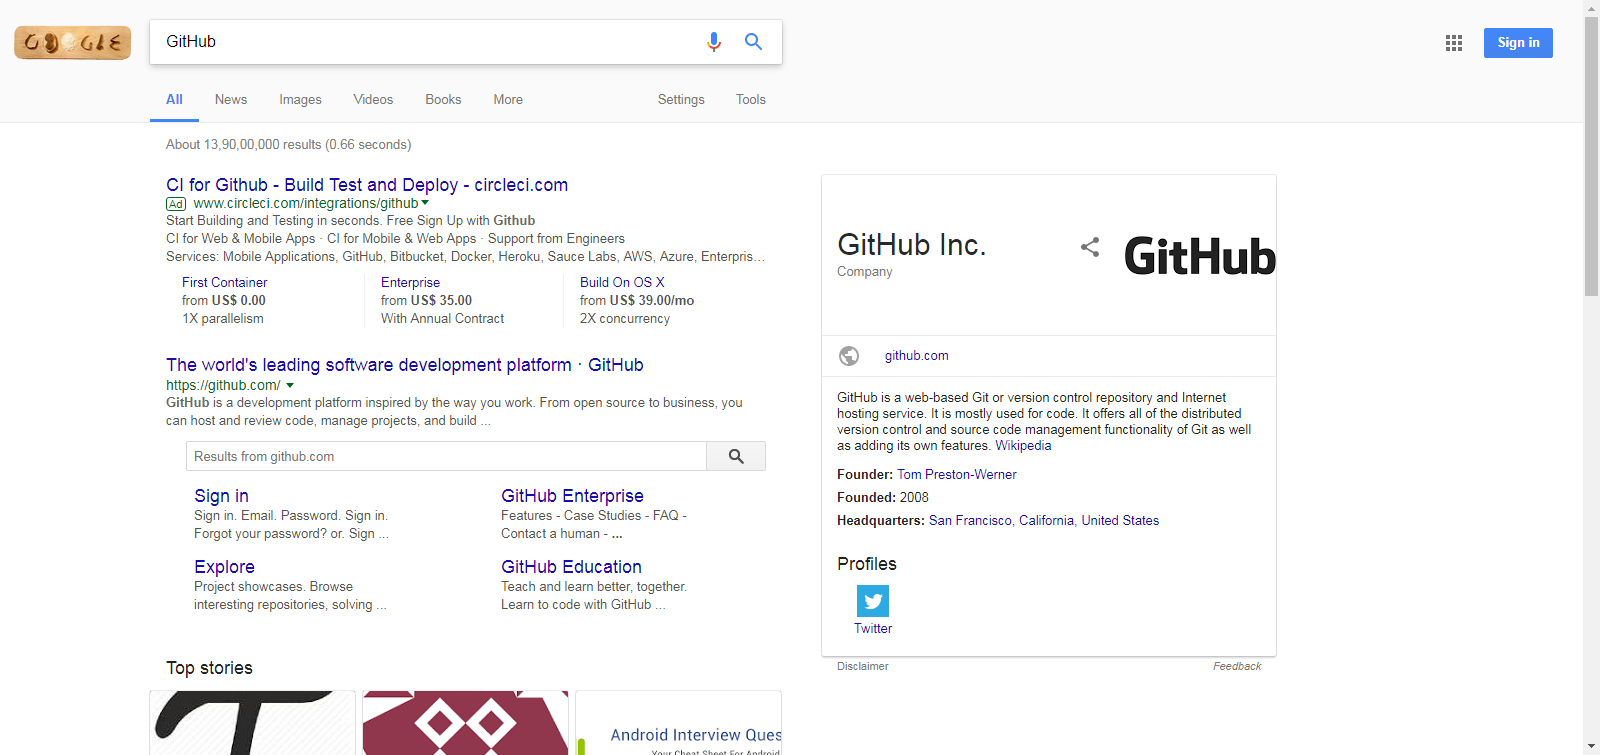 GOOGLE
GitHub
Sign in
All News Images Videos Books More Settings Tools
About 13,90,00,000 results (0.66 seconds)
CI for Github - Build Test and Deploy - circleci.com
Ad www.circleci.com/integrations/github
Start Building and Testing in seconds. Free Sign Up with Github
CI for Web & Mobile Apps · CI for Mobile & Web Apps · Support from Engineers
Services: Mobile Applications, GitHub, Bitbucket, Docker, Heroku, Sauce Labs, AWS, Azure, Enterpris...
First Container
from US$ 0.00
1X parallelism
Enterprise
from US$ 35.00
With Annual Contract
Build On OS X
from US$ 39.00/mo
2X concurrency
The world's leading software development platform · GitHub
https://github.com/
GitHub is a development platform inspired by the way you work. From open source to business, you
can host and review code, manage projects, and build ...
Results from github.com
Sign in
Sign in. Email. Password. Sign in.
Forgot your password? or. Sign ...
GitHub Enterprise
Features - Case Studies - FAQ -
Contact a human - ...
Explore
Project showcases. Browse
interesting repositories, solving ...
GitHub Education
Teach and learn better, together.
Learn to code with GitHub ...
Top stories
Android Interview Ques
Your Cheat Sheet For Android
GitHub Inc.
Company
GitHub
github.com
GitHub is a web-based Git or version control repository and Internet
hosting service. It is mostly used for code. It offers all of the distributed
version control and source code management functionality of Git as well
as adding its own features. Wikipedia
Founder: Tom Preston-Werner
Founded: 2008
Headquarters: San Francisco, California, United States
Profiles
Twitter
Disclaimer
Feedback